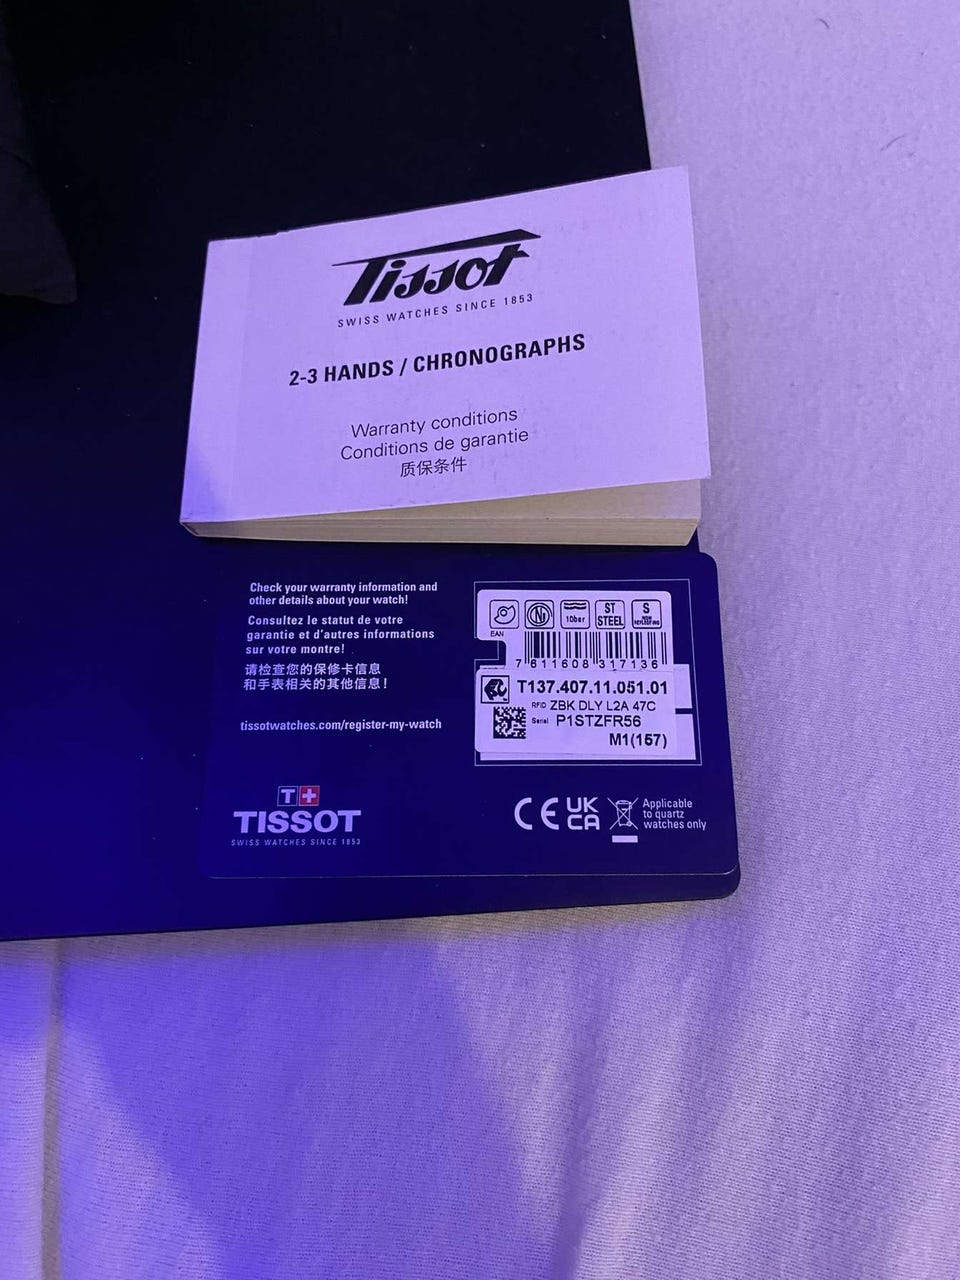 Tissot
SWISS WATCHES SINCE 1853
2-3 HANDS / CHRONOGRAPHS
Warranty conditions
Conditions de garantie
质保条件
Check your warranty information and
other details about your watch!
Consultez le statut de votre
garantie et d'autres informations
sur votre montre!
请检查您的保修卡信息
和手表相关的其他信息！
tissotwatches.com/register-my-watch
T+
TISSOT
SWISS WATCHES SINCE 1853
10bar
ST
STEEL
S
NON
REFLECTING
EAN
7 611608 317136
T137.407.11.051.01
RFID ZBK DLY L2A 47C
Serial P1STZFR56
M1(157)
CE UK
CA
Applicable
to quartz
watches only